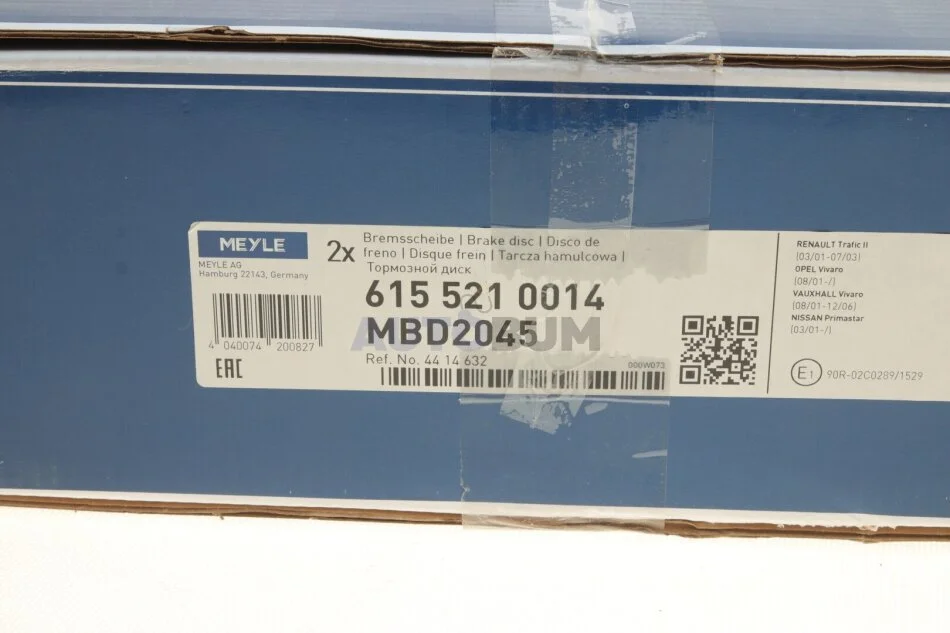 MEYLE
MEYLE AG
Hamburg 22143, Germany
4 040074 200827
EAC
2x
Bremsscheibe | Brake disc | Disco de
freno | Disque frein | Tarcza hamulcowa |
Тормозной диск
615 521 0014
MBD2045
AUTOBUM
Ref. No. 44 14 632
000W073
RENAULT Trafic II
(03/01-07/03)
OPEL Vivaro
(08/01-/)
VAUXHALL Vivaro
(08/01-12/06)
NISSAN Primastar
(03/01-/)
E1 90R-02C0289/1529